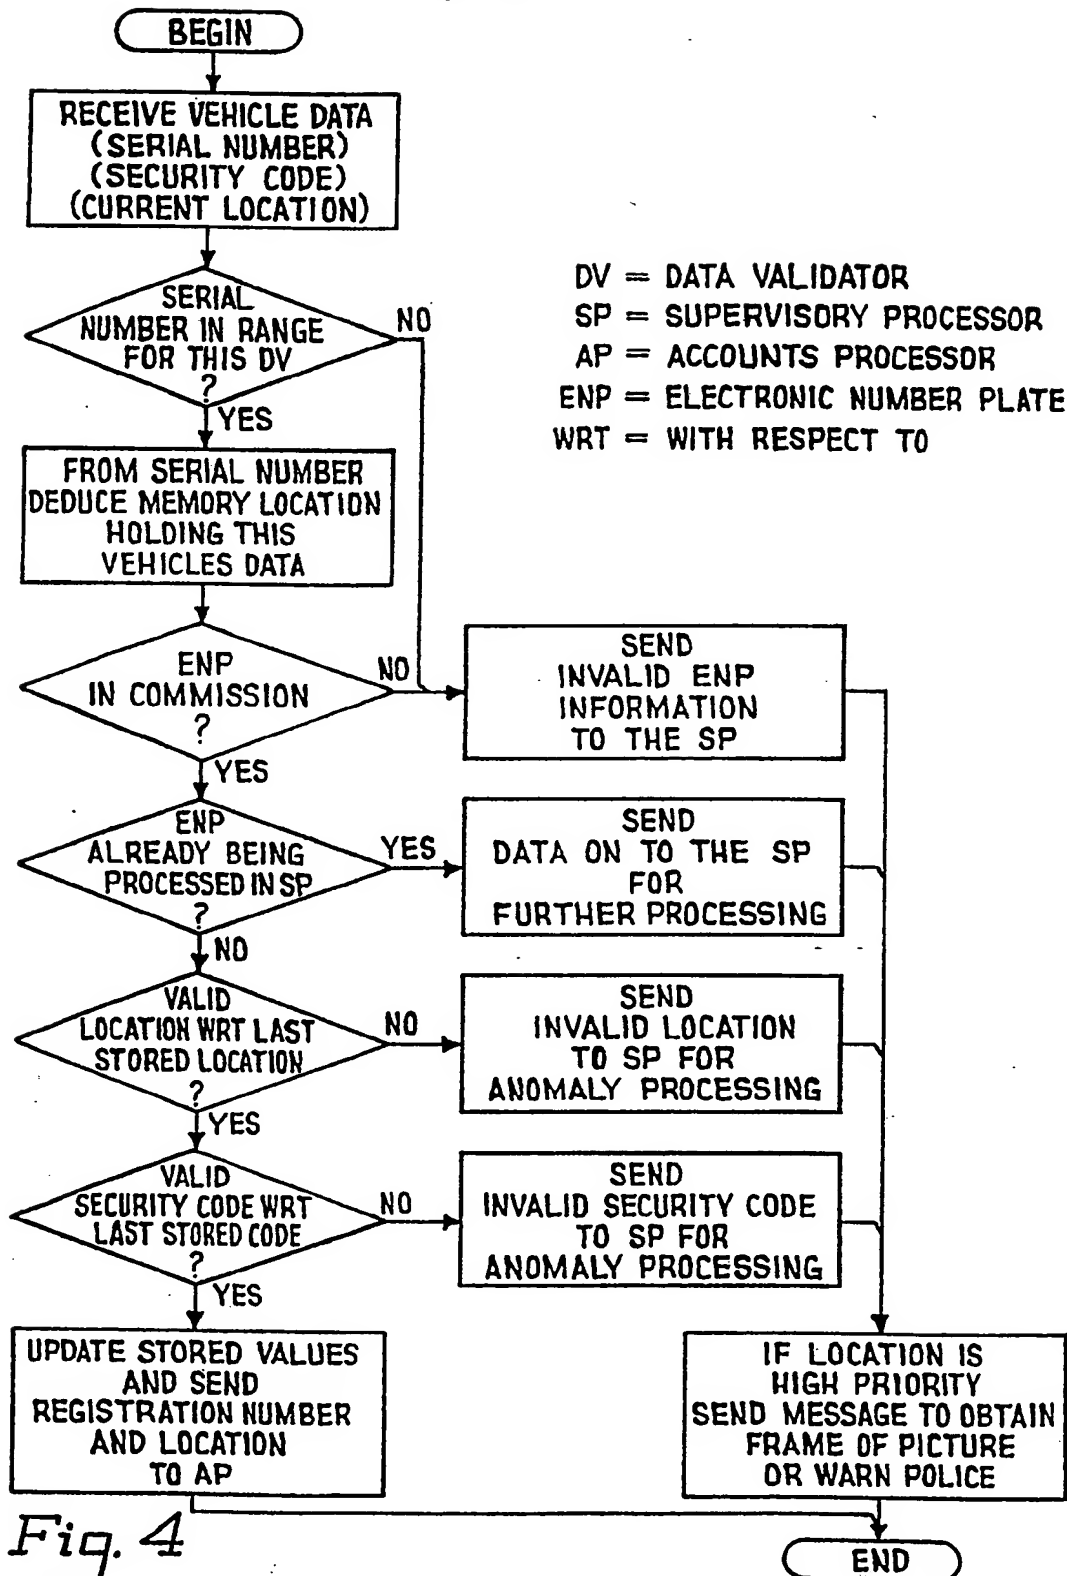 BEGIN
RECEIVE VEHICLE DATA
(SERIAL NUMBER)
(SECURITY CODE)
(CURRENT LOCATION)
SERIAL
NUMBER IN RANGE
FOR THIS DV
?
NO
YES
DV = DATA VALIDATOR
SP = SUPERVISORY PROCESSOR
AP = ACCOUNTS PROCESSOR
ENP = ELECTRONIC NUMBER PLATE
WRT = WITH RESPECT TO
FROM SERIAL NUMBER
DEDUCE MEMORY LOCATION
HOLDING THIS
VEHICLES DATA
ENP
IN COMMISSION
?
NO
YES
SEND
INVALID ENP
INFORMATION
TO THE SP
ENP
ALREADY BEING
PROCESSED IN SP
?
YES
NO
SEND
DATA ON TO THE SP
FOR
FURTHER PROCESSING
VALID
LOCATION WRT LAST
STORED LOCATION
?
NO
YES
SEND
INVALID LOCATION
TO SP FOR
ANOMALY PROCESSING
VALID
SECURITY CODE WRT
LAST STORED CODE
?
NO
YES
SEND
INVALID SECURITY CODE
TO SP FOR
ANOMALY PROCESSING
UPDATE STORED VALUES
AND SEND
REGISTRATION NUMBER
AND LOCATION
TO AP
IF LOCATION IS
HIGH PRIORITY
SEND MESSAGE TO OBTAIN
FRAME OF PICTURE
OR WARN POLICE
Fig. 4
END